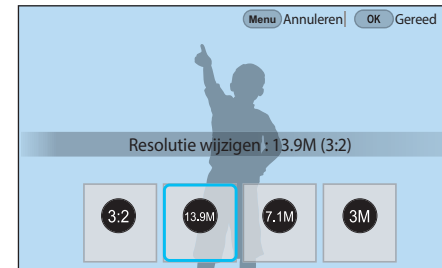 Menu Annuleren| OK Gereed
Resolutie wijzigen : 13.9M (3:2)
3:2 13.9M 7.1M 3M